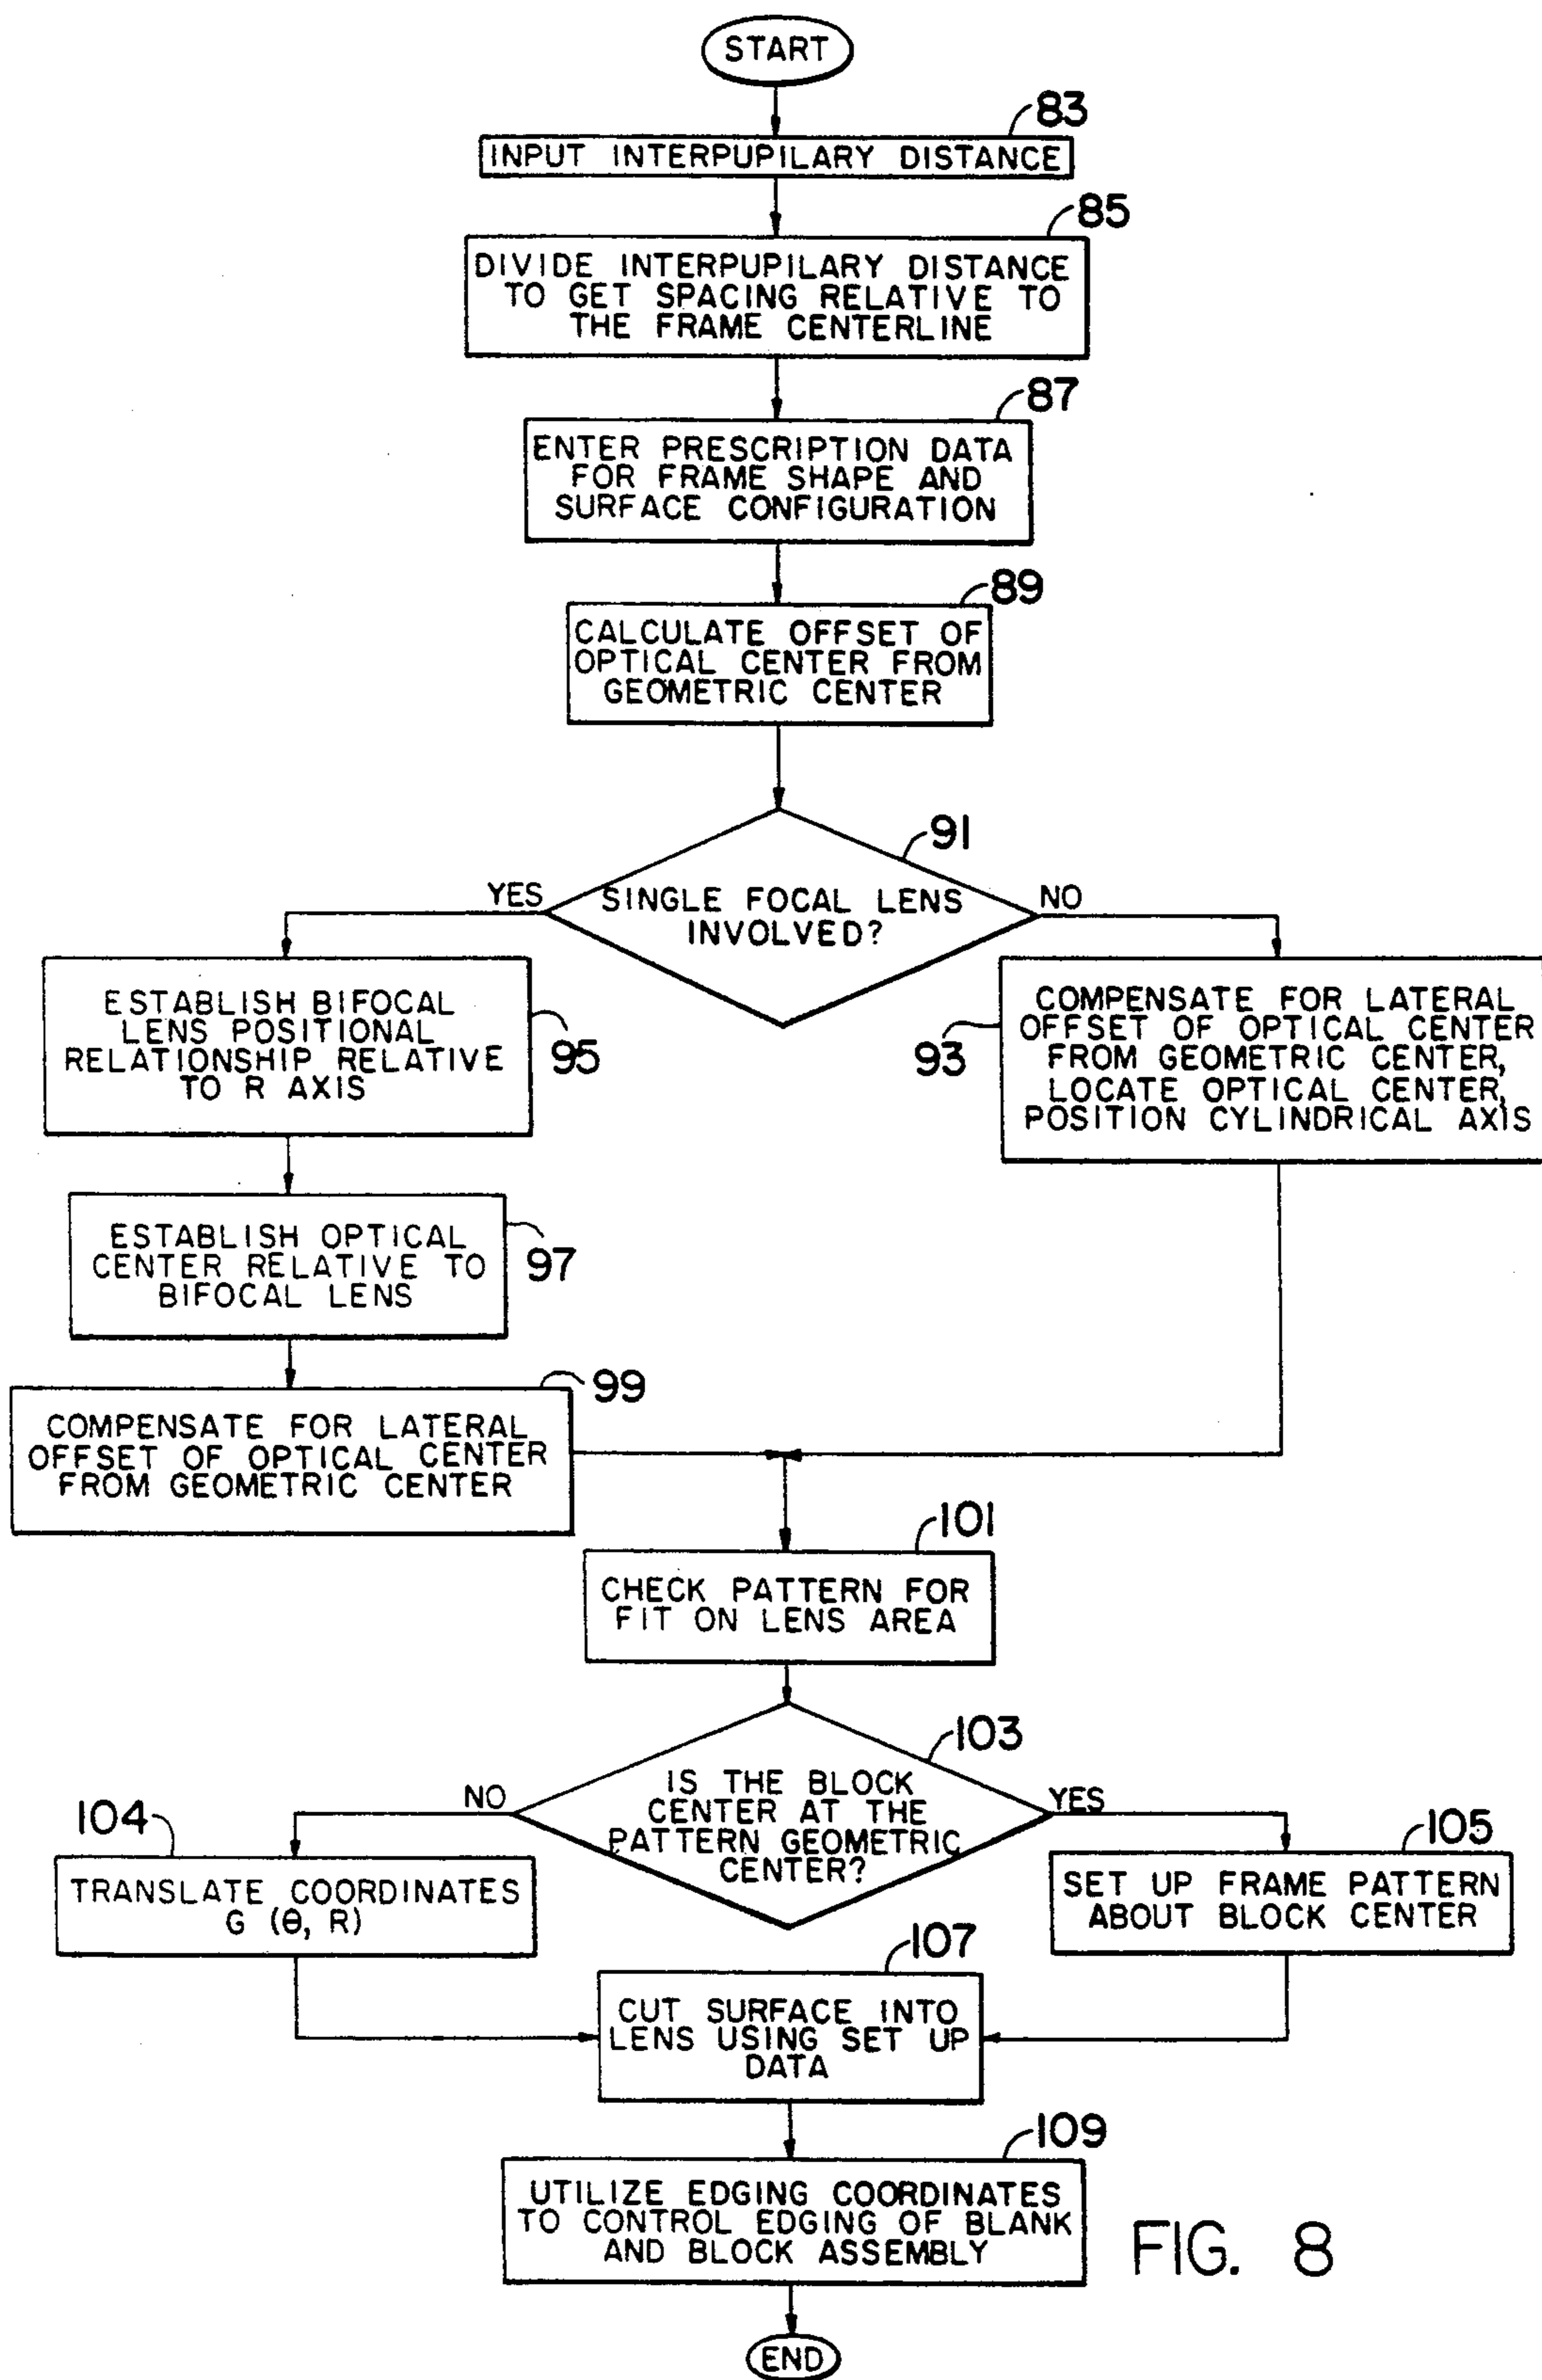 START
83
INPUT INTERPUPILARY DISTANCE
85
DIVIDE INTERPUPILARY DISTANCE
TO GET SPACING RELATIVE TO
THE FRAME CENTERLINE
87
ENTER PRESCRIPTION DATA
FOR FRAME SHAPE AND
SURFACE CONFIGURATION
89
CALCULATE OFFSET OF
OPTICAL CENTER FROM
GEOMETRIC CENTER
91
YES
SINGLE FOCAL LENS
INVOLVED?
NO
ESTABLISH BIFOCAL
LENS POSITIONAL
RELATIONSHIP RELATIVE
TO R AXIS
95
93
COMPENSATE FOR LATERAL
OFFSET OF OPTICAL CENTER
FROM GEOMETRIC CENTER,
LOCATE OPTICAL CENTER,
POSITION CYLINDRICAL AXIS
ESTABLISH OPTICAL
CENTER RELATIVE TO
BIFOCAL LENS
97
99
COMPENSATE FOR LATERAL
OFFSET OF OPTICAL CENTER
FROM GEOMETRIC CENTER
101
CHECK PATTERN FOR
FIT ON LENS AREA
103
NO
IS THE BLOCK
CENTER AT THE
PATTERN GEOMETRIC
CENTER?
YES
104
TRANSLATE COORDINATES
G (θ, R)
105
SET UP FRAME PATTERN
ABOUT BLOCK CENTER
107
CUT SURFACE INTO
LENS USING SET UP
DATA
109
UTILIZE EDGING COORDINATES
TO CONTROL EDGING OF BLANK
AND BLOCK ASSEMBLY
FIG. 8
END